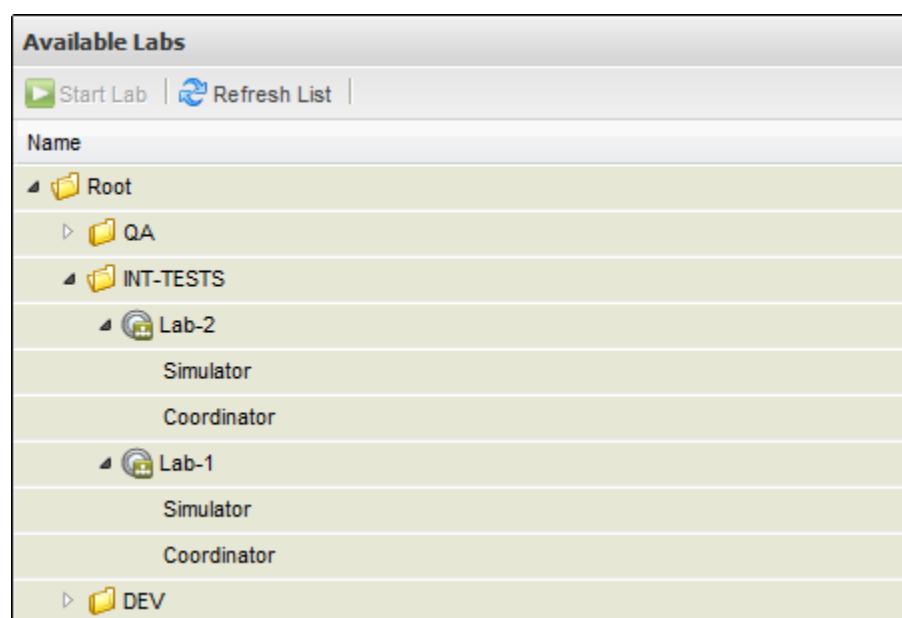 Available Labs
Start Lab Refresh List
Name
Root
QA
INT-TESTS
Lab-2
Simulator
Coordinator
Lab-1
Simulator
Coordinator
DEV